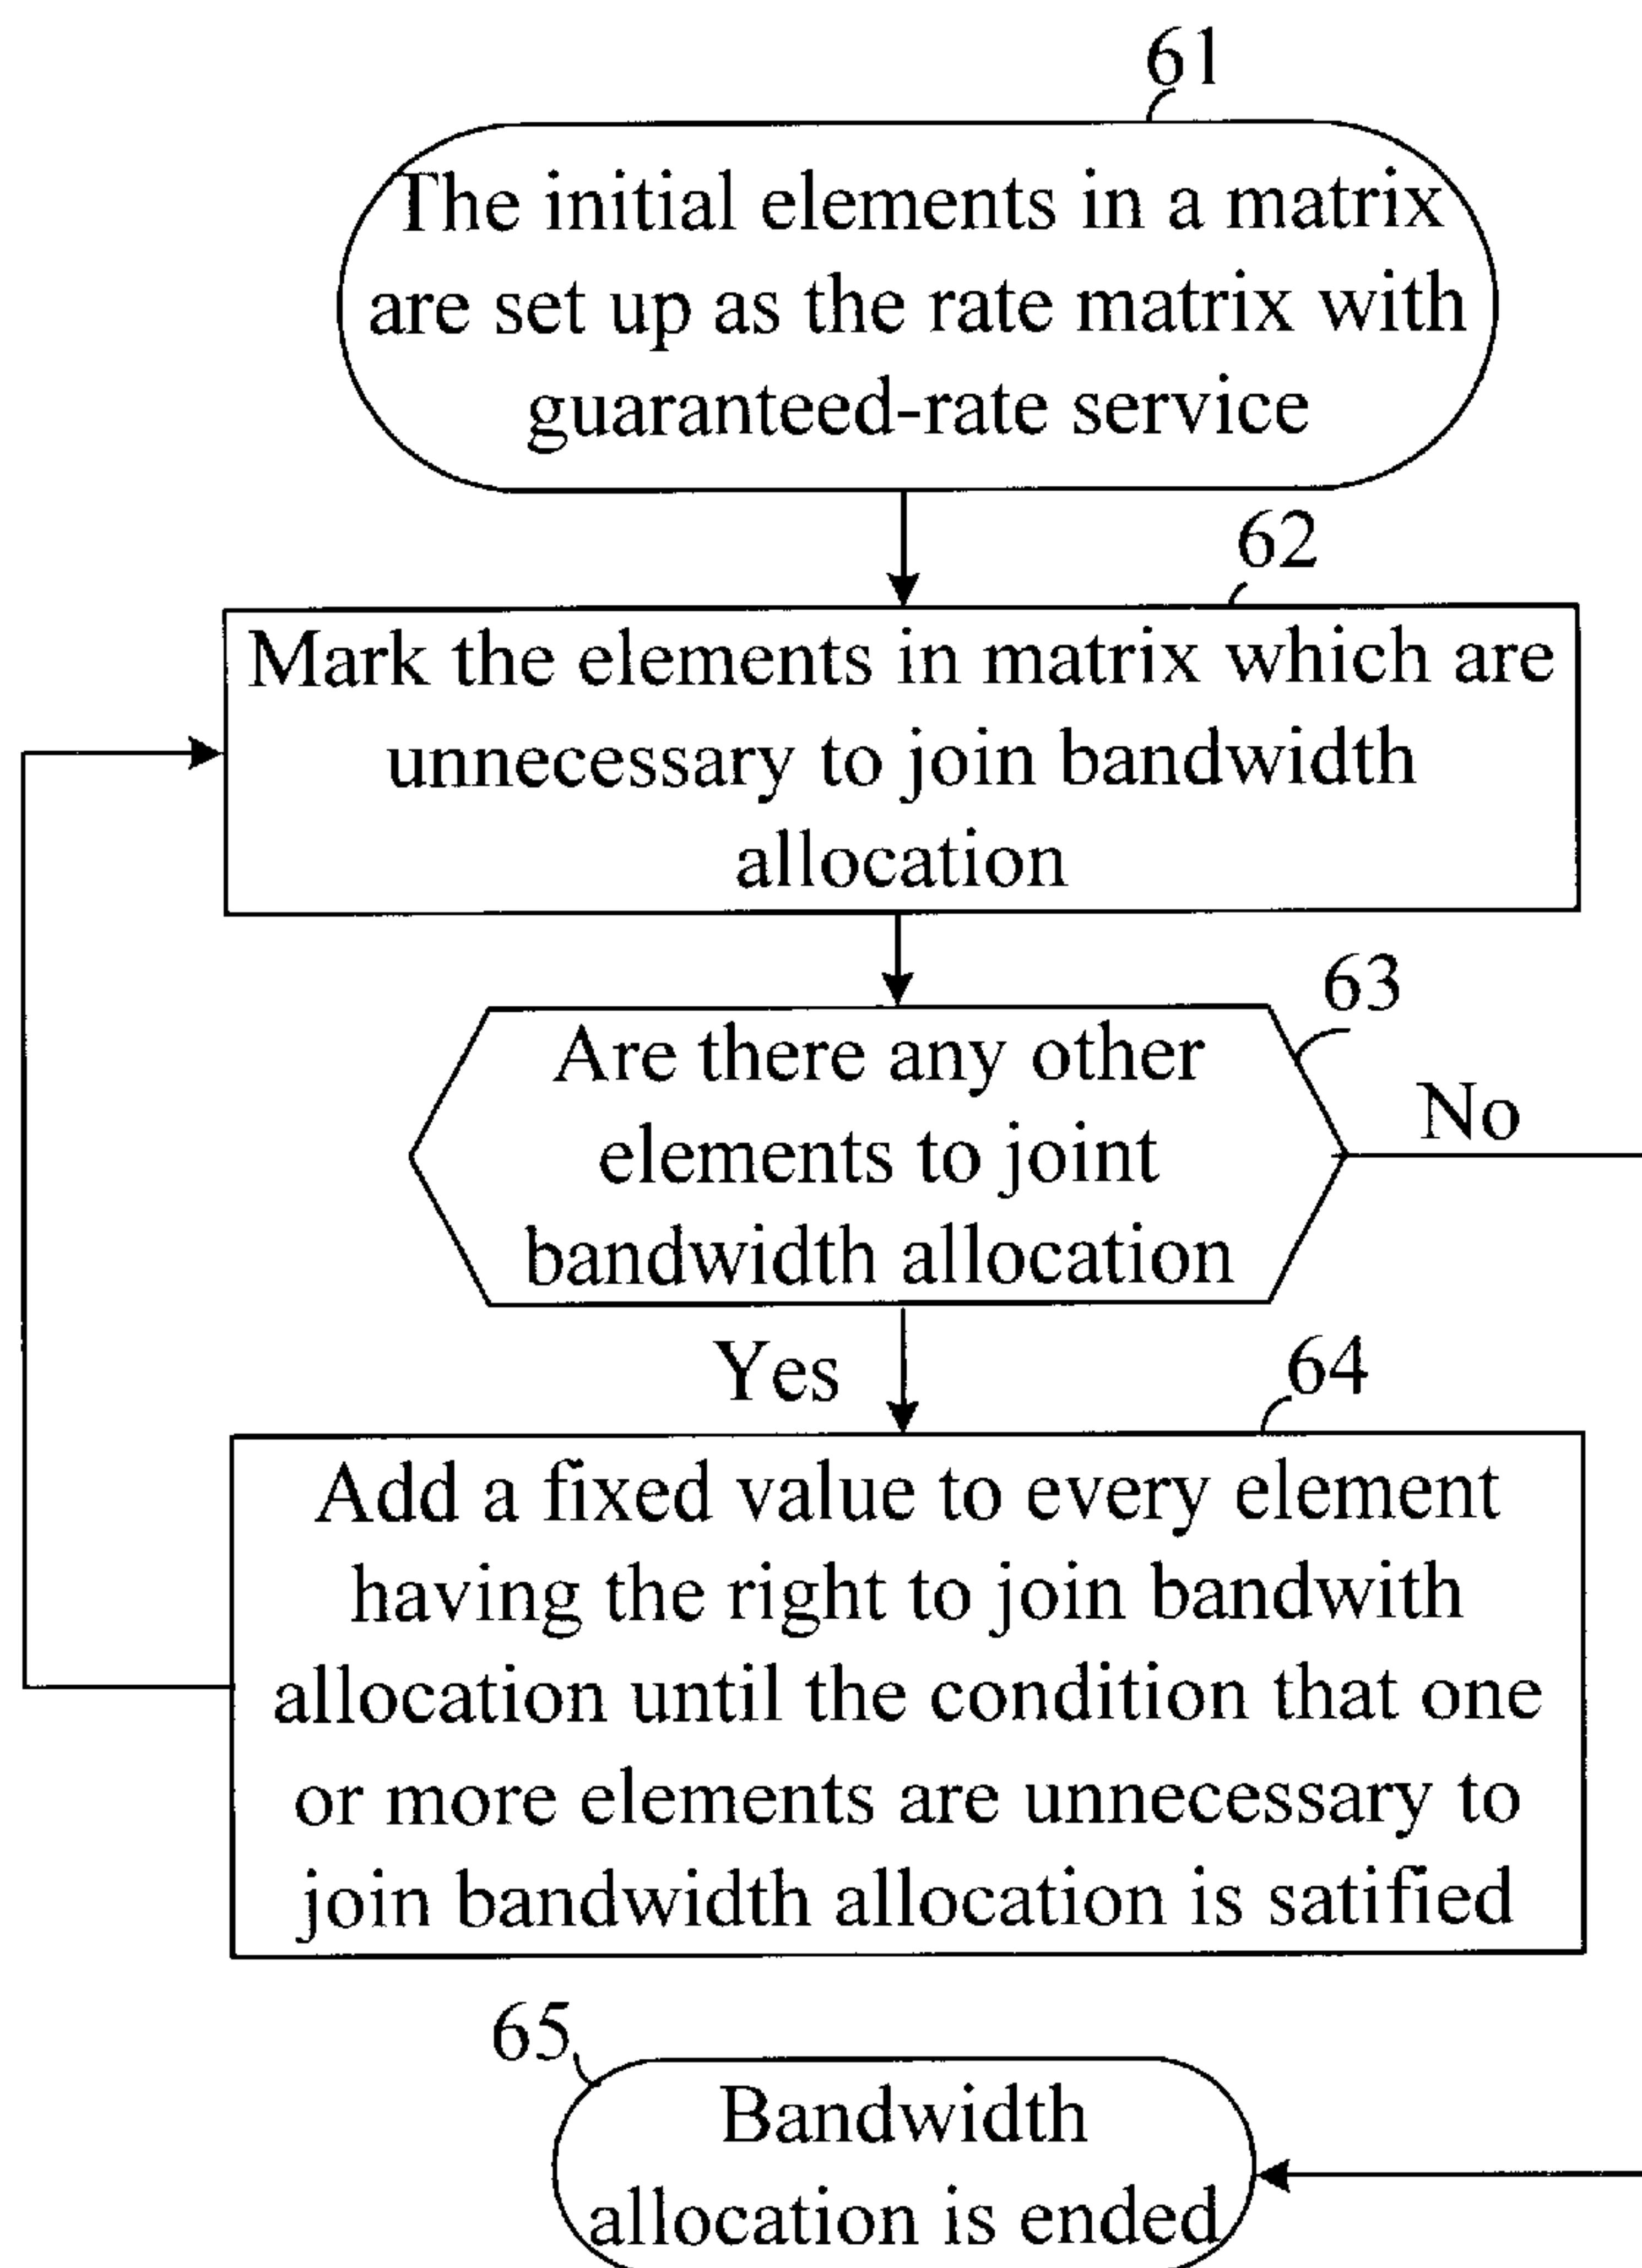 61
The initial elements in a matrix
are set up as the rate matrix with
guaranteed-rate service
62
Mark the elements in matrix which are
unnecessary to join bandwidth
allocation
63
Are there any other
elements to joint
bandwidth allocation
No
Yes
64
Add a fixed value to every element
having the right to join bandwith
allocation until the condition that one
or more elements are unnecessary to
join bandwidth allocation is satified
65
Bandwidth
allocation is ended